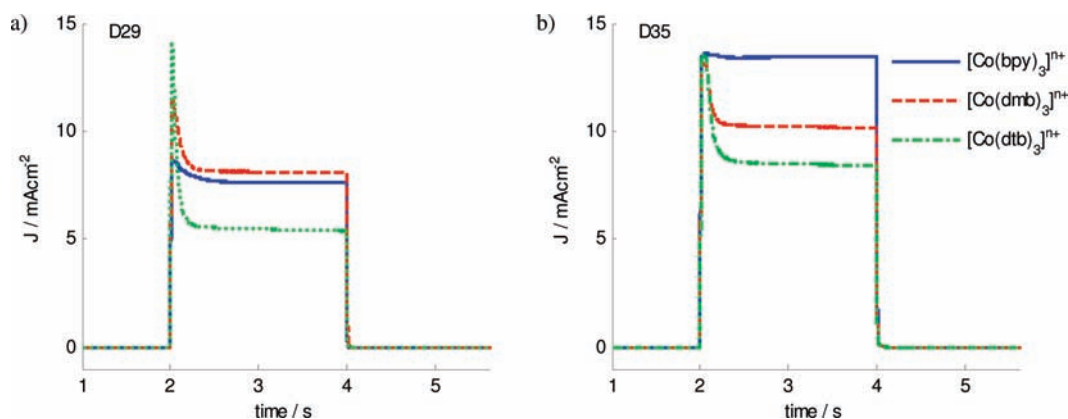 a)
D29
15
10
5
0
J / mAcm⁻²
1 2 3 4 5
time / s
b)
D35
15
10
5
0
J / mAcm⁻²
1 2 3 4 5
time / s
[Co(bpy)₃]ⁿ⁺
[Co(dmb)₃]ⁿ⁺
[Co(dtb)₃]ⁿ⁺